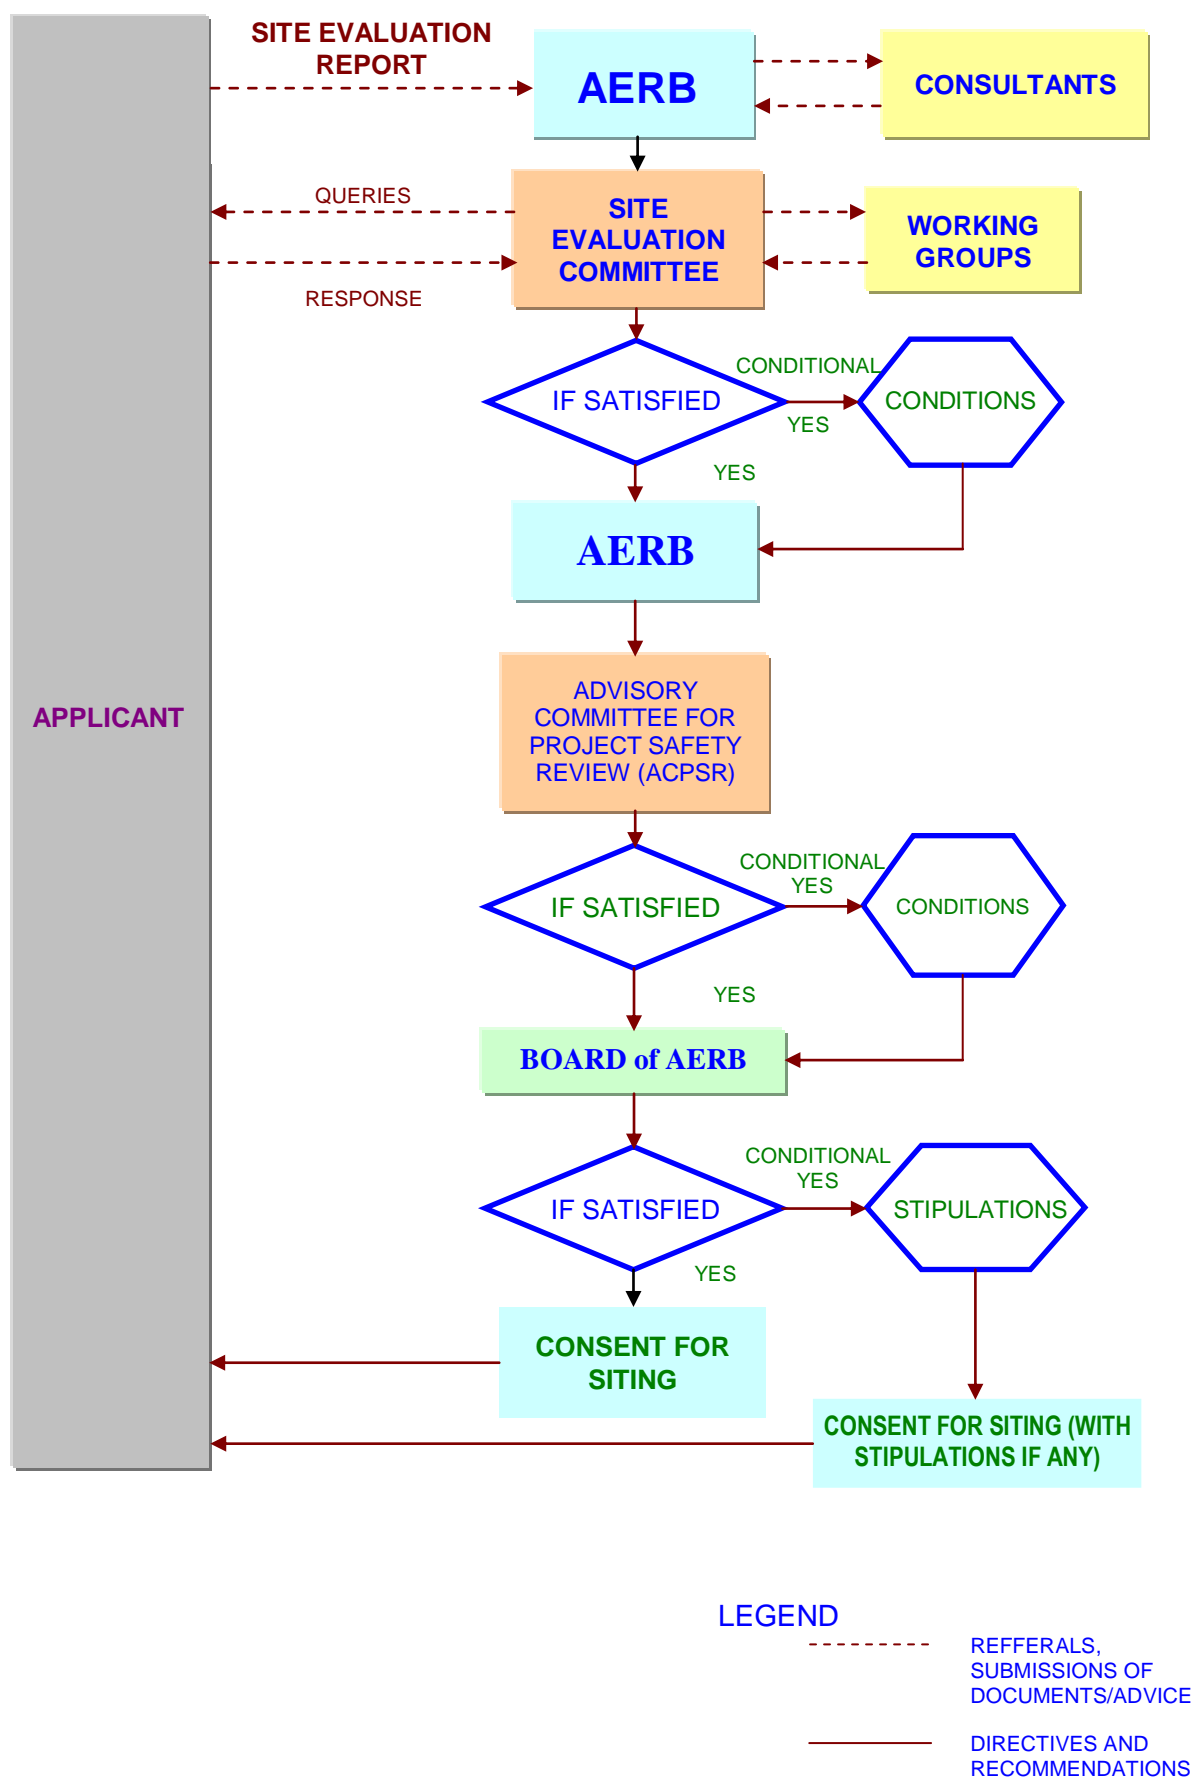 SITE EVALUATION
REPORT
AERB
CONSULTANTS
QUERIES
RESPONSE
SITE
EVALUATION
COMMITTEE
WORKING
GROUPS
IF SATISFIED
CONDITIONAL
YES
CONDITIONS
YES
AERB
APPLICANT
ADVISORY
COMMITTEE FOR
PROJECT SAFETY
REVIEW (ACPSR)
IF SATISFIED
CONDITIONAL
YES
CONDITIONS
YES
BOARD of AERB
IF SATISFIED
CONDITIONAL
YES
STIPULATIONS
YES
CONSENT FOR
SITING
CONSENT FOR SITING (WITH
STIPULATIONS IF ANY)
LEGEND
REFFERALS,
SUBMISSIONS OF
DOCUMENTS/ADVICE
DIRECTIVES AND
RECOMMENDATIONS